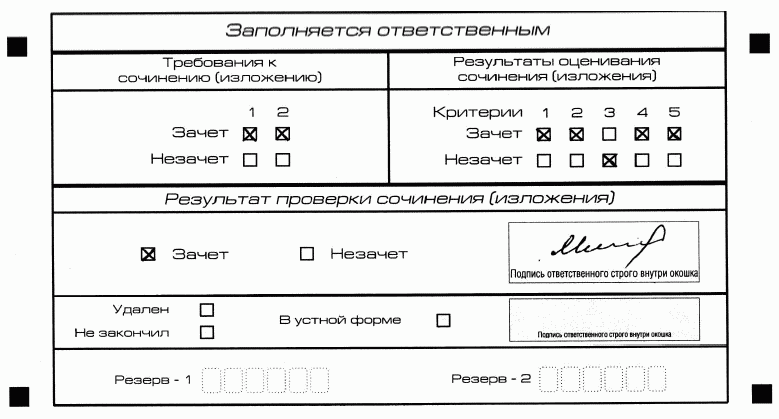 Заполняется ответственным
Требования к сочинению (изложению)
Результаты оценивания сочинения (изложения)
1 2
Зачет
Незачет
Критерии 1 2 3 4 5
Зачет
Незачет
Результат проверки сочинения (изложения)
Зачет Незачет
Подпись ответственного строго внутри окошка
Удален
Не закончил
В устной форме
Подпись ответственного строго внутри окошка
Резерв - 1
Резерв - 2